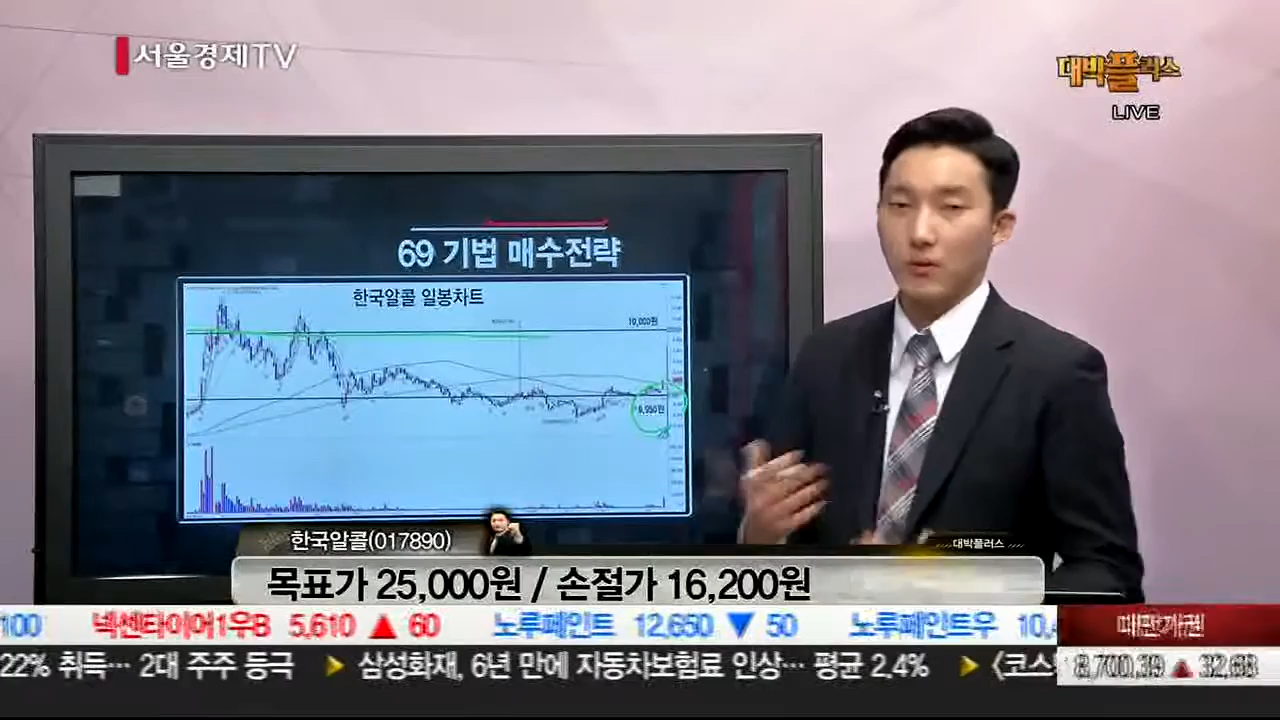 서울경제TV
대박플러스
LIVE
69 기법 매수전략
한국알콜 일봉차트
한국알콜(017890)
대박플러스
목표가 25,000원 / 손절가 16,200원
100 넥센타이어1우B 5,610 ▲ 60 노루페인트 12,650 ▼ 50 노루페인트우 10,
22% 취득… 2대 주주 등극 ▶ 삼성화재, 6년 만에 자동차보험료 인상… 평균 2.4% ▶ 〈코스